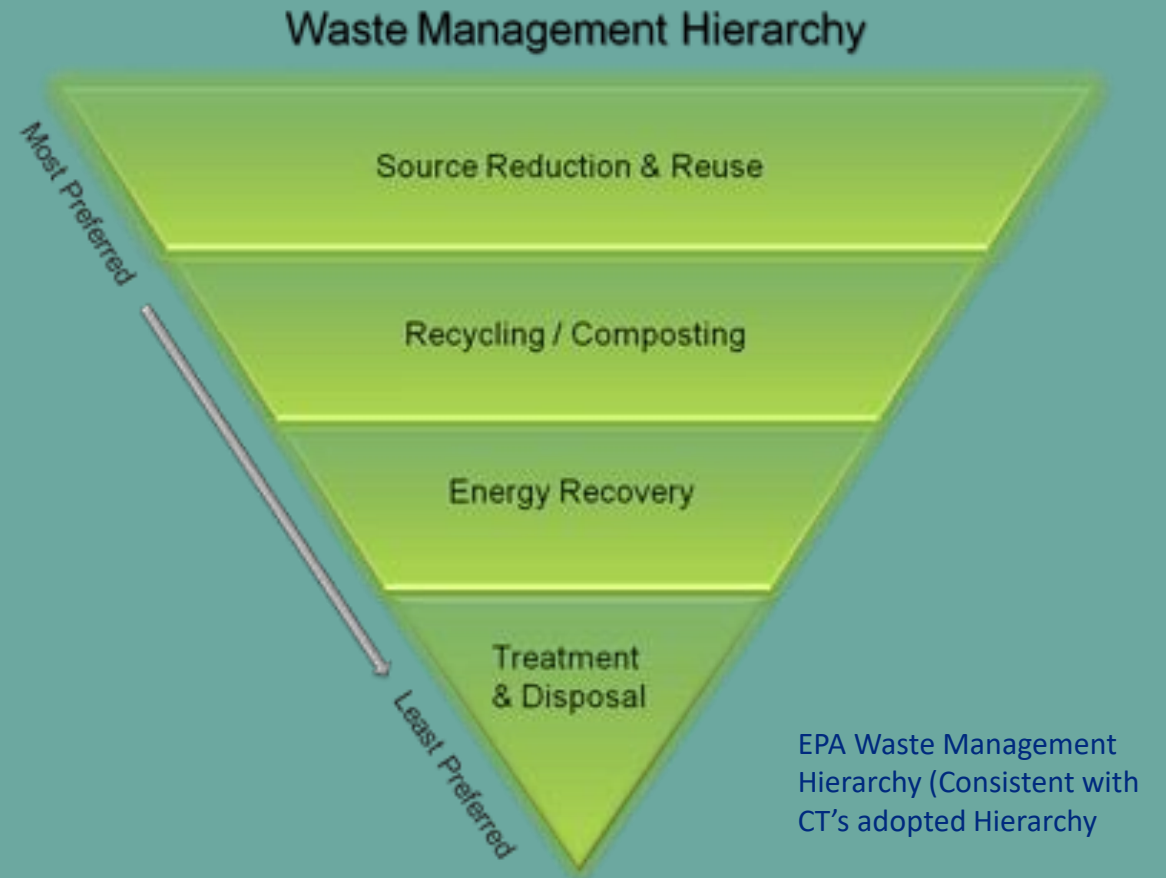 Waste Management Hierarchy
Most Preferred
Source Reduction & Reuse
Recycling / Composting
Energy Recovery
Treatment
& Disposal
Least Preferred
EPA Waste Management
Hierarchy (Consistent with
CT’s adopted Hierarchy